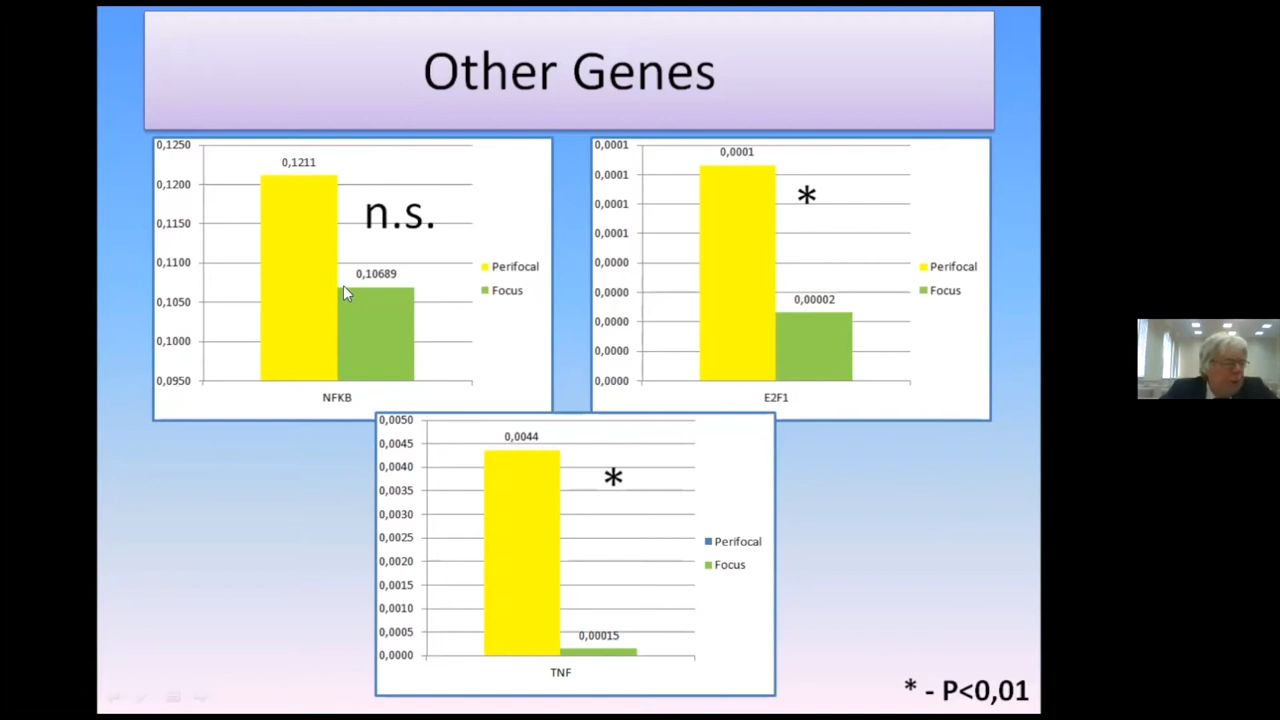 Other Genes
0,1250
0,1200
0,1150
0,1100
0,1050
0,1000
0,0950
0,1211
n.s.
0,10689
Perifocal
Focus
NFKB
0,0001
0,0001
0,0001
0,0001
0,0000
0,0000
0,0000
0,0000
0,0000
0,0001
*
0,00002
Perifocal
Focus
E2F1
0,0050
0,0045
0,0040
0,0035
0,0030
0,0025
0,0020
0,0015
0,0010
0,0005
0,0000
0,0044
*
0,00015
Perifocal
Focus
TNF
* - P<0,01